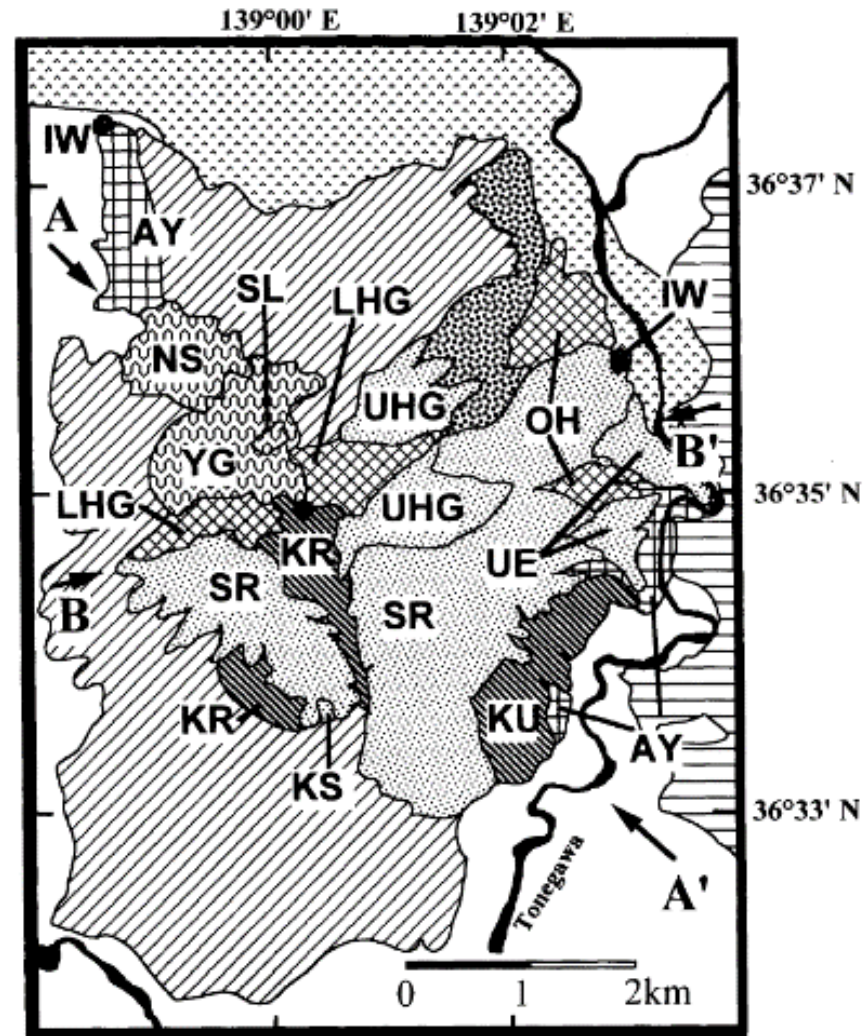 139°00' E
139°02' E
IW
36°37' N
A
AY
SL
LHG
IW
NS
UHG
OH
B'
YG
LHG
UHG
36°35' N
KR
UE
SR
SR
B
KR
KU
AY
KS
36°33' N
A'
Tonegawa
0 1 2km